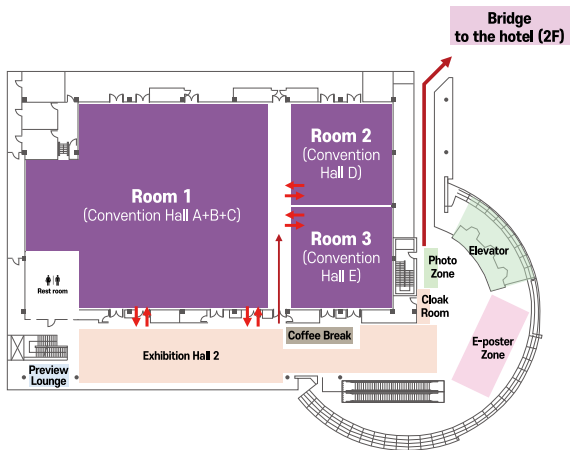 Bridge
to the hotel (2F)
Room 1
(Convention Hall A+B+C)
Room 2
(Convention
Hall D)
Room 3
(Convention
Hall E)
Rest room
Elevator
Photo
Zone
Cloak
Room
E-poster
Zone
Coffee Break
Exhibition Hall 2
Preview
Lounge